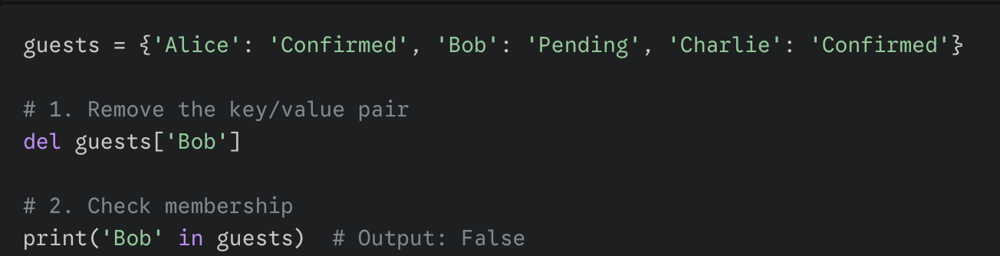 guests = {'Alice': 'Confirmed', 'Bob': 'Pending', 'Charlie': 'Confirmed'}
# 1. Remove the key/value pair
del guests['Bob']
# 2. Check membership
print('Bob' in guests)  # Output: False